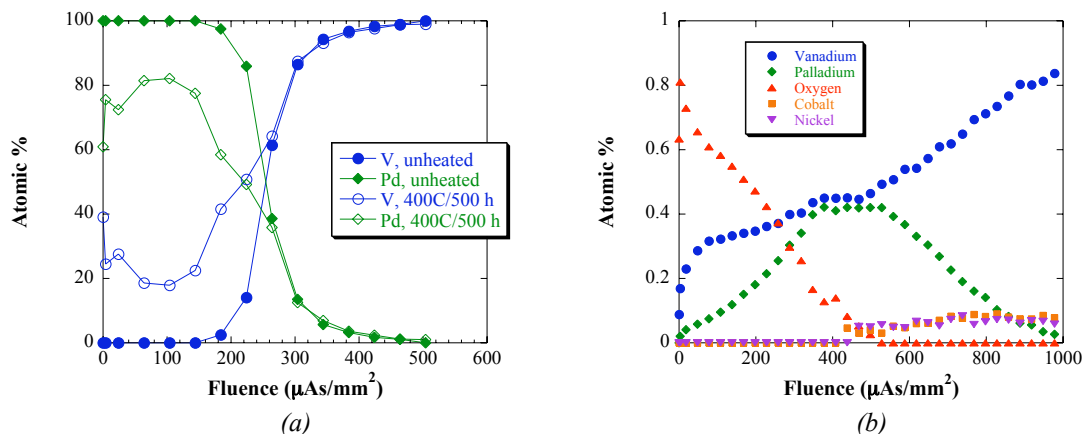 100
80
60
40
20
0
Atomic %
V, unheated
Pd, unheated
V, 400C/500 h
Pd, 400C/500 h
0 100 200 300 400 500 600
Fluence (μAs/mm²)
(a)
1
0.8
0.6
0.4
0.2
0
Atomic %
Vanadium
Palladium
Oxygen
Cobalt
Nickel
0 200 400 600 800 1000
Fluence (μAs/mm²)
(b)